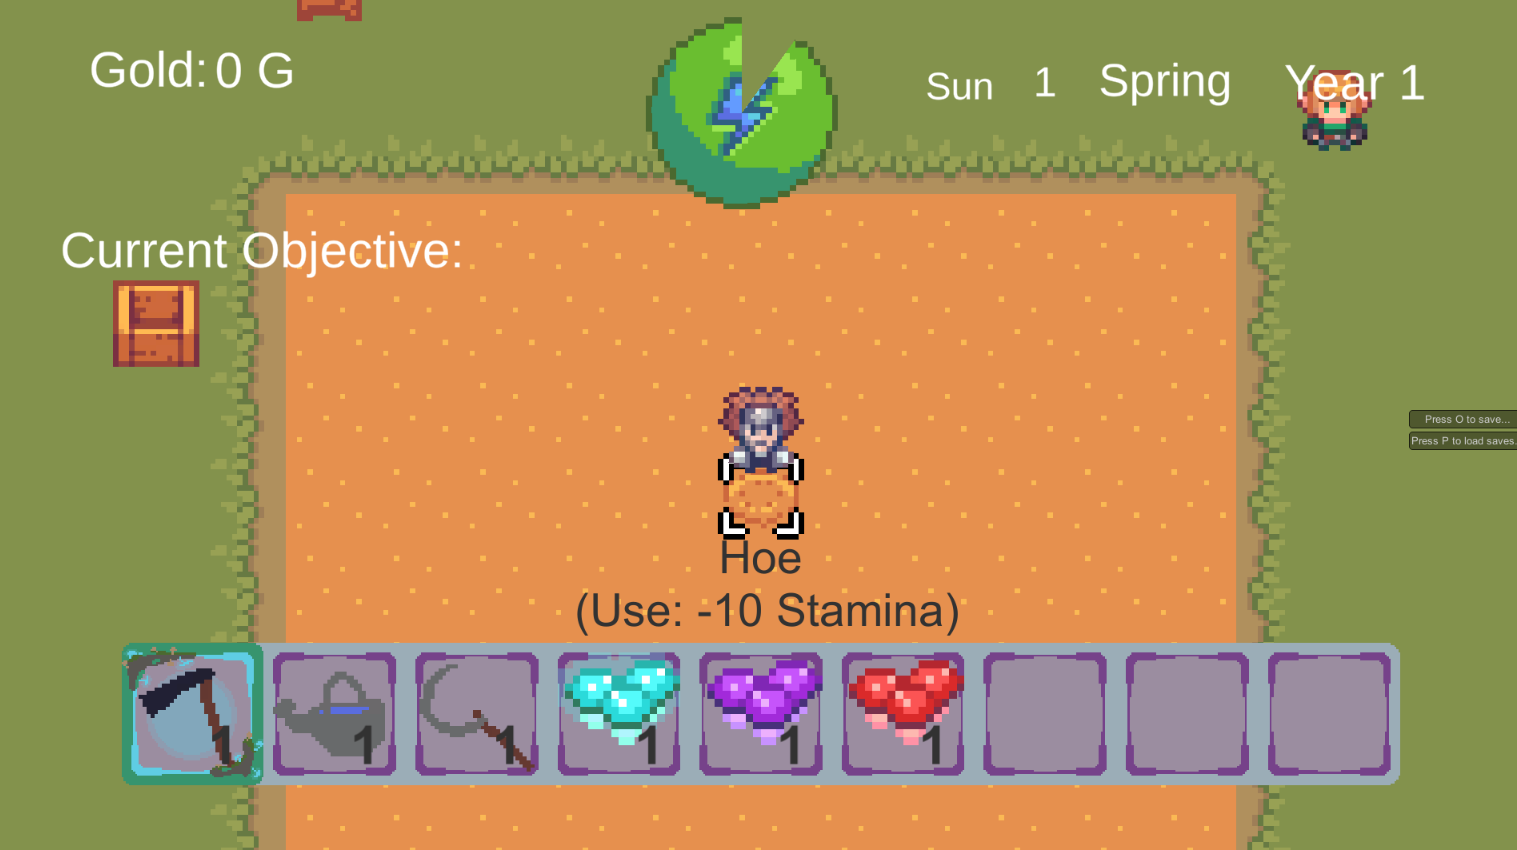 Gold: 0 G
Sun 1 Spring Year 1
Current Objective:
Press O to save...
Press P to load saves.
Hoe
(Use: -10 Stamina)
1 1 1 1 1 1